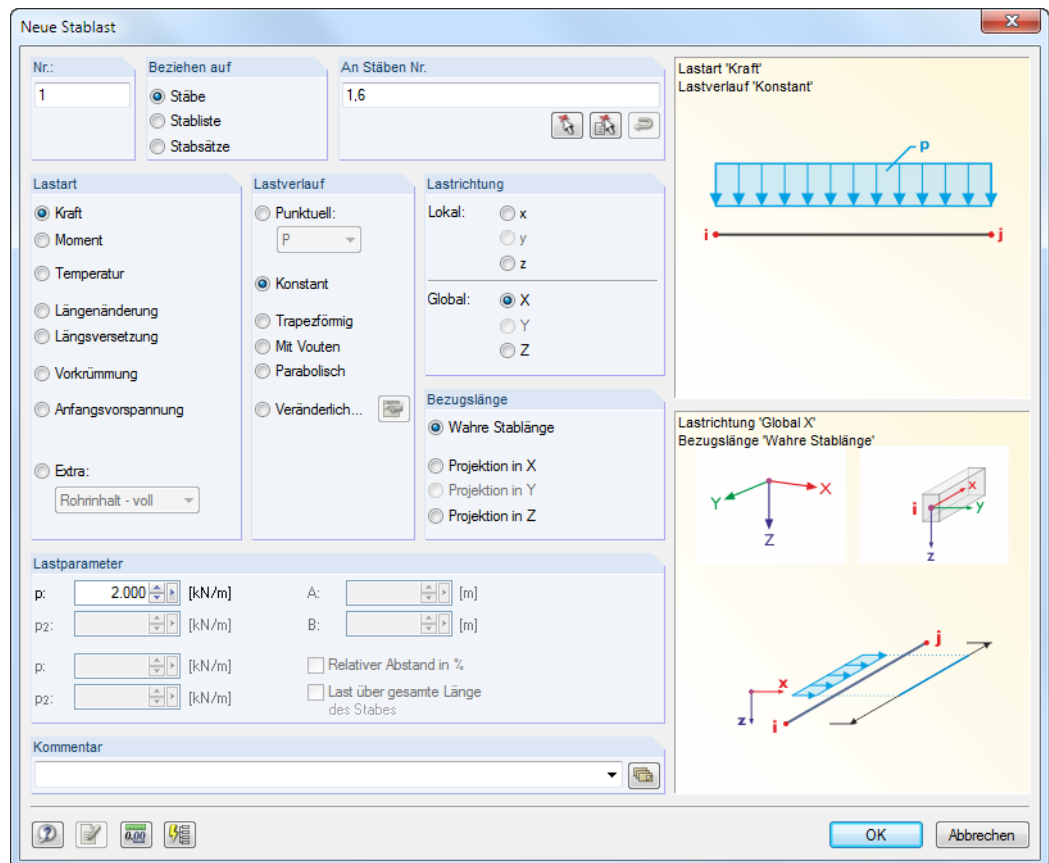 Neue Stablast
Nr.:
1
Beziehen auf
Stäbe
Stabliste
Stabsätze
An Stäben Nr.
1,6
Lastart
Kraft
Moment
Temperatur
Längenänderung
Längsversetzung
Vorkrümmung
Anfangsvorspannung
Extra:
Rohrinhalt - voll
Lastverlauf
Punktuell:
P
Konstant
Trapezförmig
Mit Vouten
Parabolisch
Veränderlich...
Lastrichtung
Lokal:
x
y
z
Global:
X
Y
Z
Bezugslänge
Wahre Stablänge
Projektion in X
Projektion in Y
Projektion in Z
Lastparameter
p: 2.000 [kN/m]
p2: [kN/m]
p: [kN/m]
p2: [kN/m]
A: [m]
B: [m]
Relativer Abstand in %
Last über gesamte Länge
des Stabes
Kommentar
Lastart 'Kraft'
Lastverlauf 'Konstant'
p
i
j
Lastrichtung 'Global X'
Bezugslänge 'Wahre Stablänge'
Y
X
Z
i
x
y
z
x
z
i
j
0.00
OK
Abbrechen